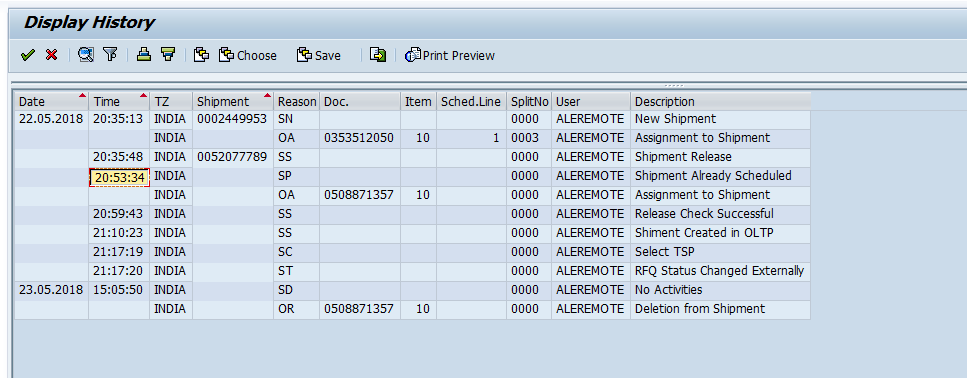 Display History
Choose Save Print Preview
Date Time TZ Shipment Reason Doc. Item Sched.Line SplitNo User Description
22.05.2018 20:35:13 INDIA 0002449953 SN 0000 ALEREMOTE New Shipment
INDIA OA 0353512050 10 1 0003 ALEREMOTE Assignment to Shipment
20:35:48 INDIA 0052077789 SS 0000 ALEREMOTE Shipment Release
20:53:34 INDIA SP 0000 ALEREMOTE Shipment Already Scheduled
INDIA OA 0508871357 10 0000 ALEREMOTE Assignment to Shipment
20:59:43 INDIA SS 0000 ALEREMOTE Release Check Successful
21:10:23 INDIA SS 0000 ALEREMOTE Shiment Created in OLTP
21:17:19 INDIA SC 0000 ALEREMOTE Select TSP
21:17:20 INDIA ST 0000 ALEREMOTE RFQ Status Changed Externally
23.05.2018 15:05:50 INDIA SD 0000 ALEREMOTE No Activities
INDIA OR 0508871357 10 0000 ALEREMOTE Deletion from Shipment